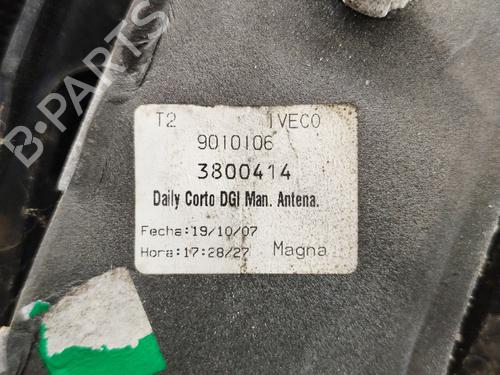 B-PARTS
T2 IVECO
9010106
3800414
Daily Corto DGI Man. Antena.
Fecha:19/10/07
Hora:17:28/27 Magna